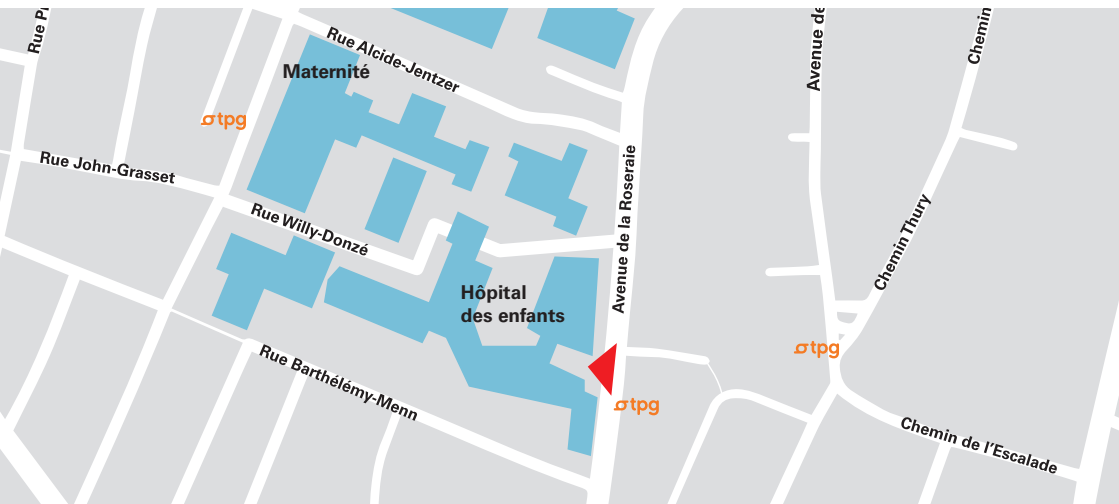 Rue Pi
Rue Alcide-Jentzer
Avenue de
Chemin
Maternité
tpg
Rue John-Grasset
Rue Willy-Donzé
Avenue de la Roseraie
Chemin Thury
Hôpital
des enfants
tpg
Rue Barthélémy-Menn
tpg
Chemin de l'Escalade